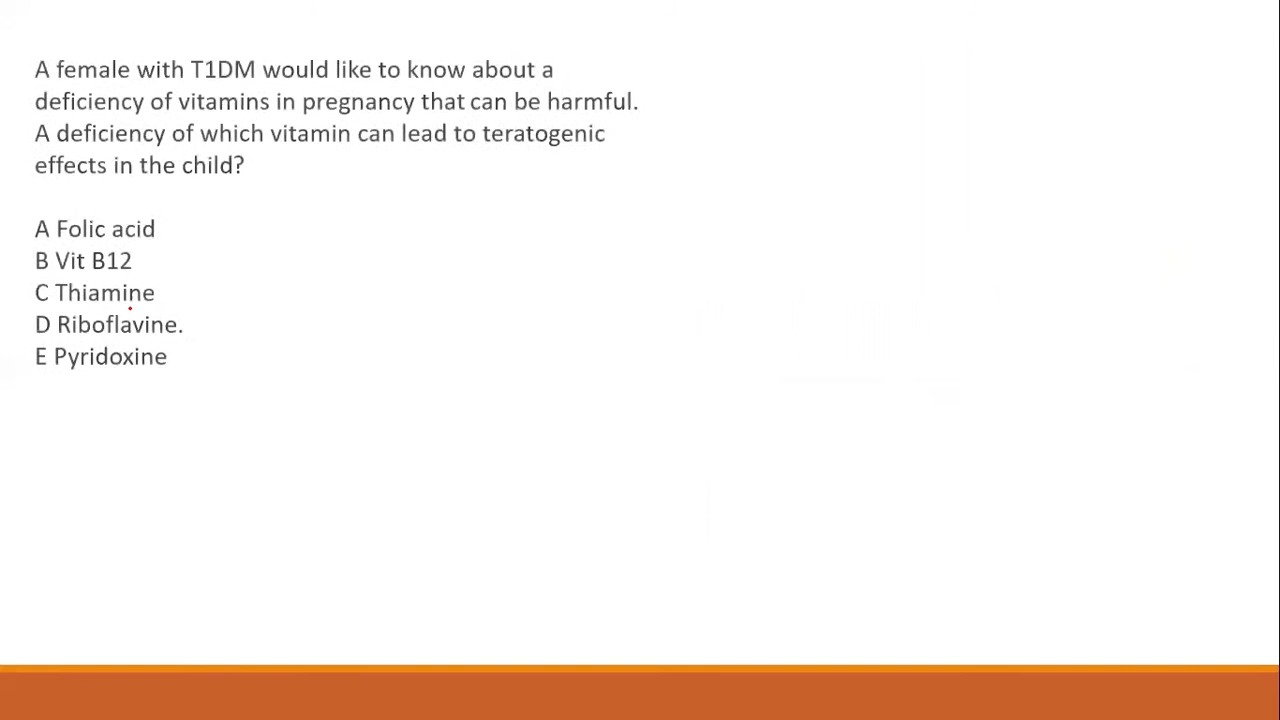 A female with T1DM would like to know about a
deficiency of vitamins in pregnancy that can be harmful.
A deficiency of which vitamin can lead to teratogenic
effects in the child?
A Folic acid
B Vit B12
C Thiamine
D Riboflavine.
E Pyridoxine